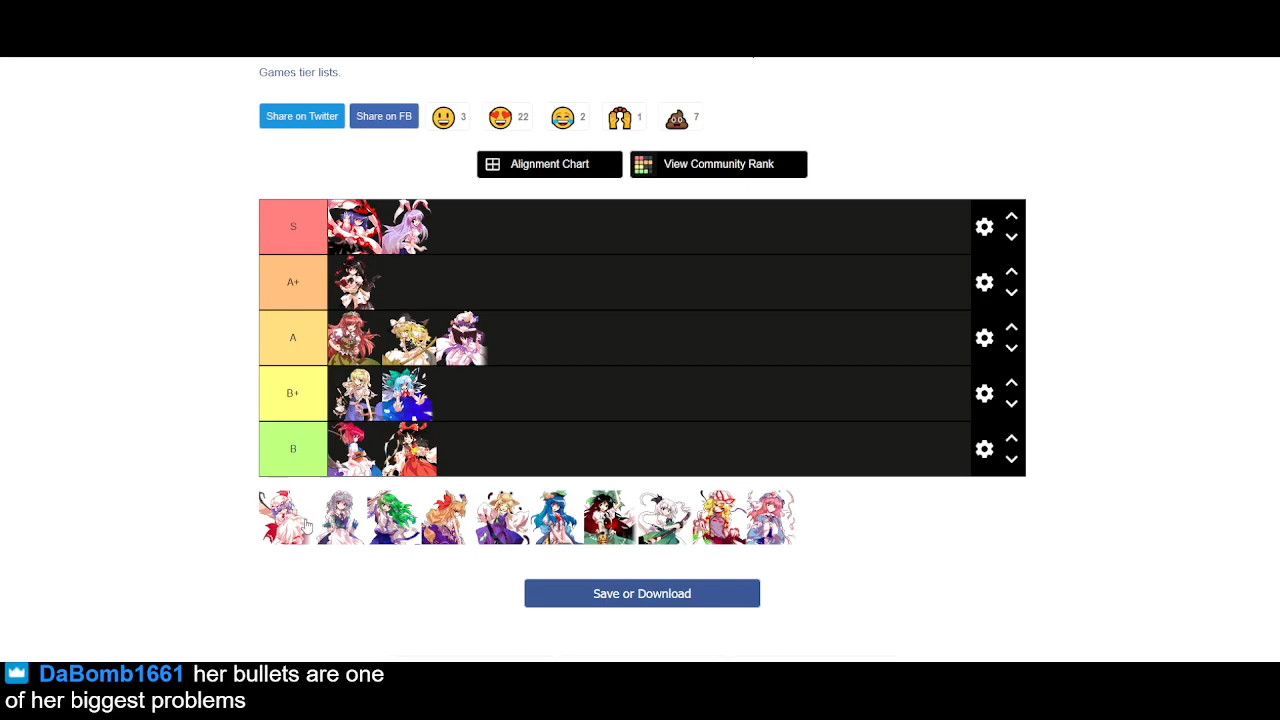 Games tier lists.
Share on Twitter Share on FB 3 22 2 1 7
Alignment Chart View Community Rank
S
A+
A
B+
B
Save or Download
DaBomb1661 her bullets are one
of her biggest problems